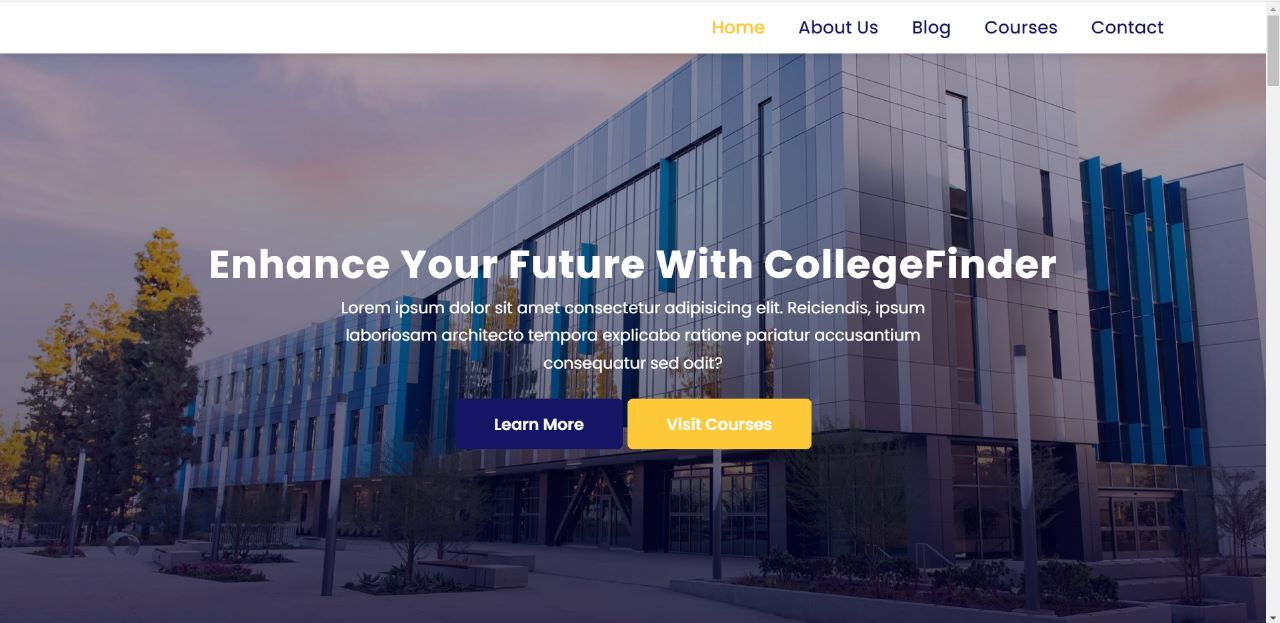 Home About Us Blog Courses Contact
Enhance Your Future With CollegeFinder
Lorem ipsum dolor sit amet consectetur adipisicing elit. Reiciendis, ipsum
laboriosam architecto tempora explicabo ratione pariatur accusantium
consequatur sed odit?
Learn More Visit Courses